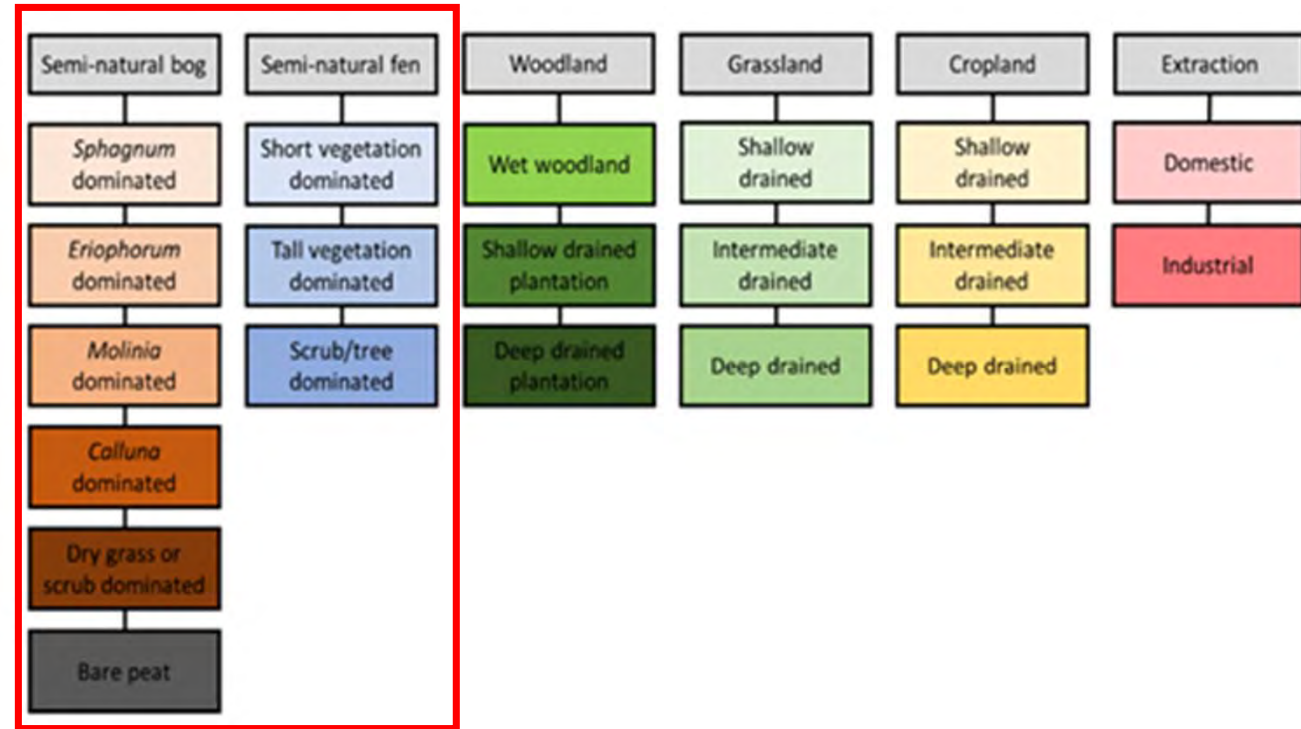 Semi-natural bog
Sphagnum
dominated
Eriophorum
dominated
Molinia
dominated
Calluna
dominated
Dry grass or
scrub dominated
Bare peat
Semi-natural fen
Short vegetation
dominated
Tall vegetation
dominated
Scrub/tree
dominated
Woodland
Wet woodland
Shallow drained
plantation
Deep drained
plantation
Grassland
Shallow
drained
Intermediate
drained
Deep drained
Cropland
Shallow
drained
Intermediate
drained
Deep drained
Extraction
Domestic
Industrial